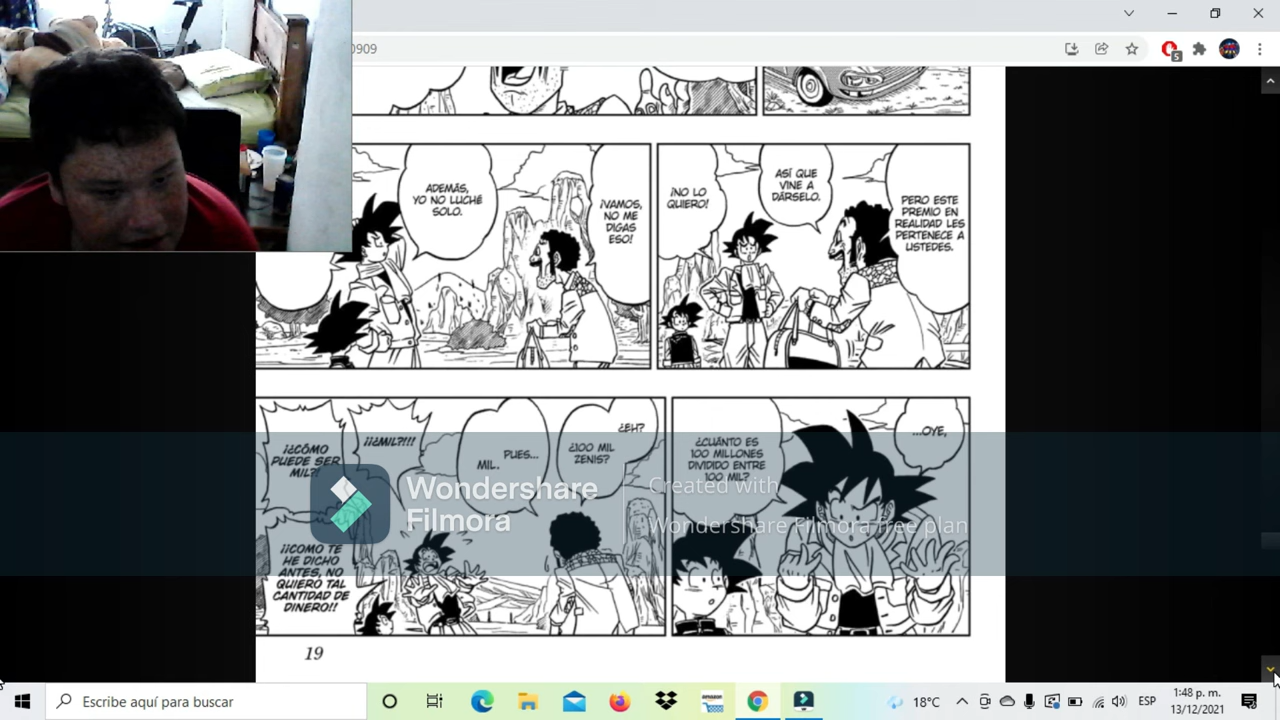 0909
5
PERO ESTE
PREMIO EN
REALIDAD LES
PERTENECE A
USTEDES.
ASÍ QUE
VINE A
DÁRSELO.
¡NO LO
QUIERO!
¡VAMOS,
NO ME
DIGAS
ESO!
ADEMÁS,
YO NO LUCHÉ
SOLO.
...OYE,
¿CUÁNTO ES
100 MILLONES
DIVIDIDO ENTRE
100 MIL?
¿EH?
¿100 MIL
ZENIS?
PUES...
MIL.
¡¡¿MIL?!!!
¡¿CÓMO
PUEDE SER
MIL?!
¡¡COMO TE
HE DICHO
ANTES, NO
QUIERO TAL
CANTIDAD DE
DINERO!!
19
Wondershare
Filmora
Created with
Wondershare Filmora free plan
Escribe aquí para buscar
18°C
ESP
1:48 p. m.
13/12/2021